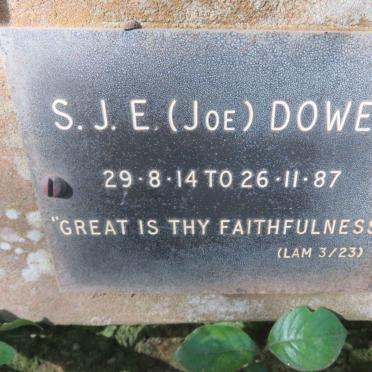 S. J. E. (JOE) DOWE
29·8·14 TO 26·11·87
"GREAT IS THY FAITHFULNESS
(LAM 3/23)